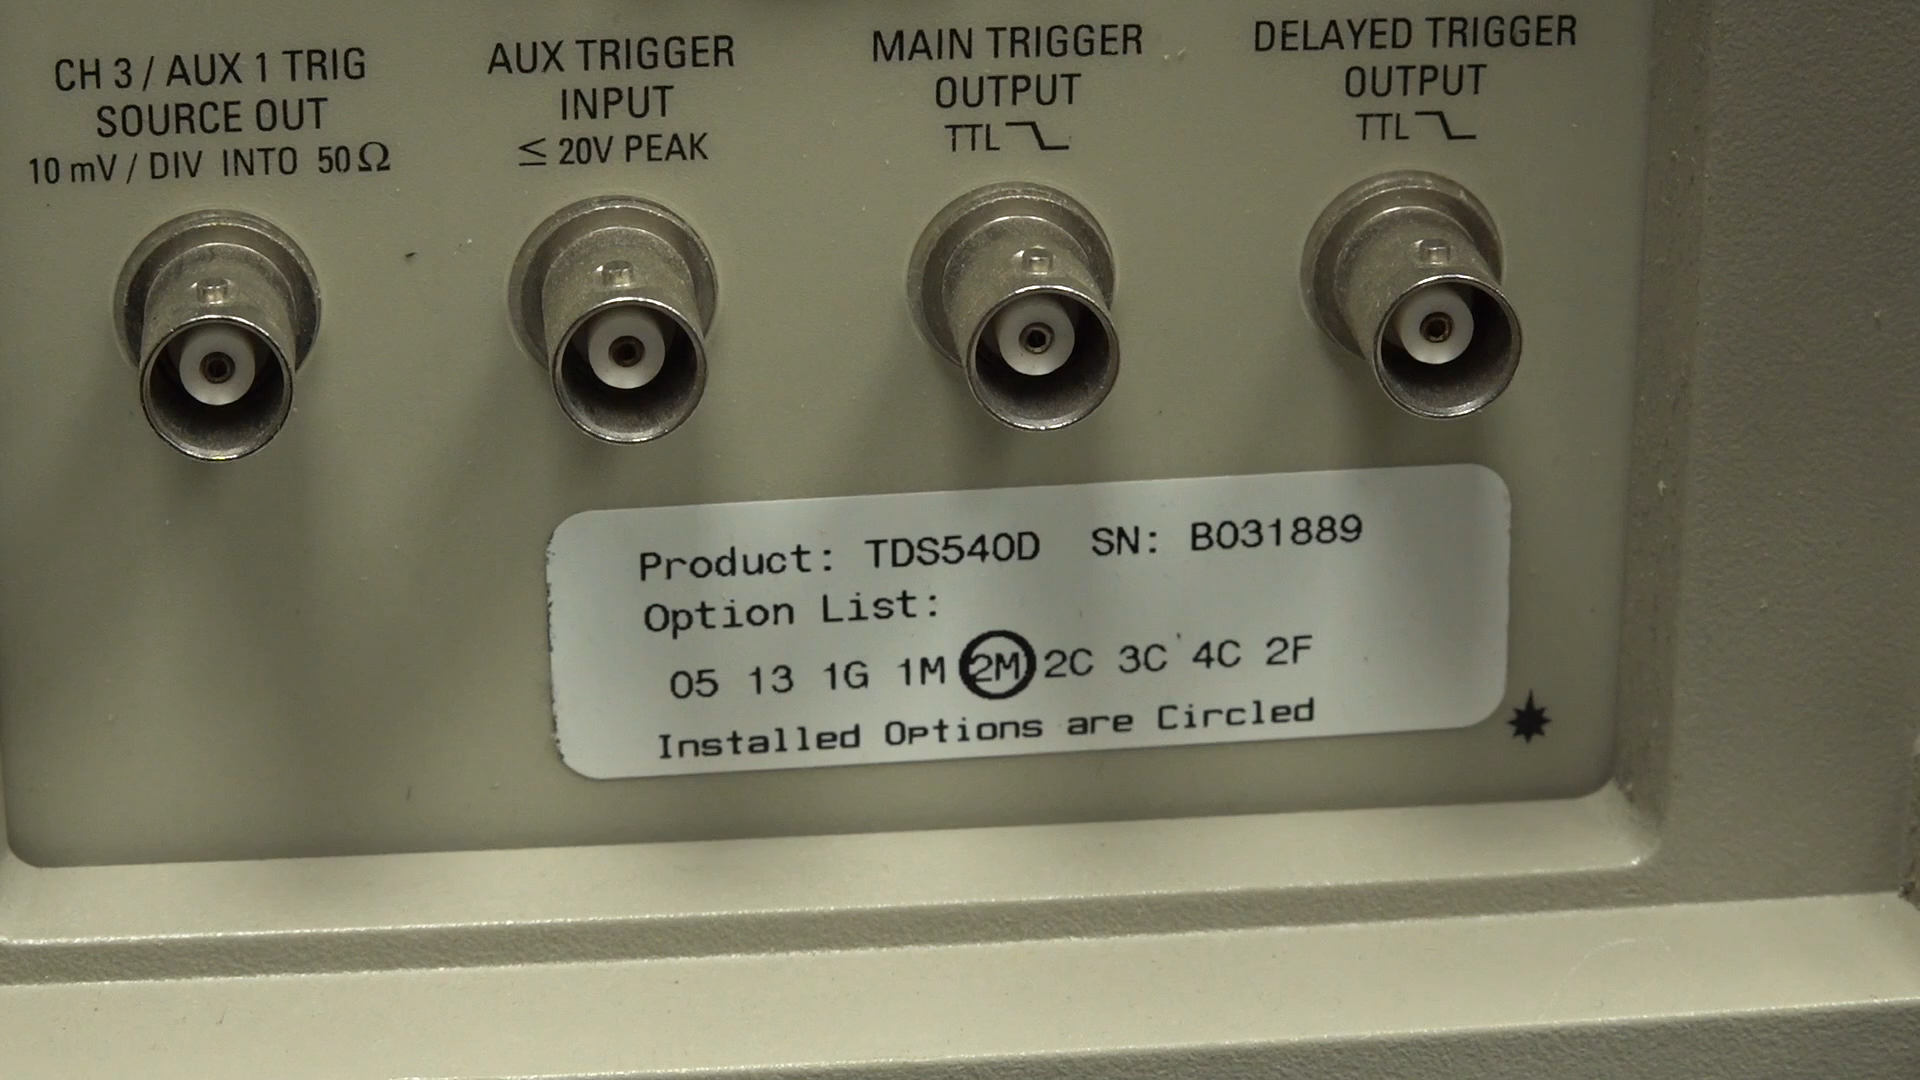 CH 3 / AUX 1 TRIG
SOURCE OUT
10 mV / DIV INTO 50 Ω
AUX TRIGGER
INPUT
≤ 20V PEAK
MAIN TRIGGER
OUTPUT
TTL
DELAYED TRIGGER
OUTPUT
TTL
Product: TDS540D SN: B031889
Option List:
05 13 1G 1M 2M 2C 3C 4C 2F
Installed Options are Circled